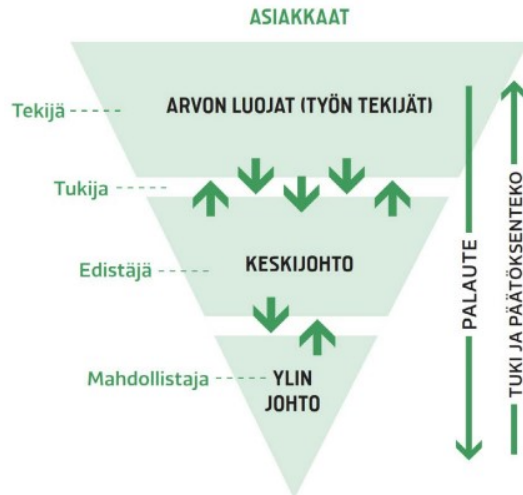 ASIAKKAAT
Tekijä
ARVON LUOJAT (TYÖN TEKIJÄT)
Tukija
Edistäjä
KESKIJOHTO
Mahdollistaja
YLIN
JOHTO
PALAUTE
TUKI JA PÄÄTÖKSENTEKO